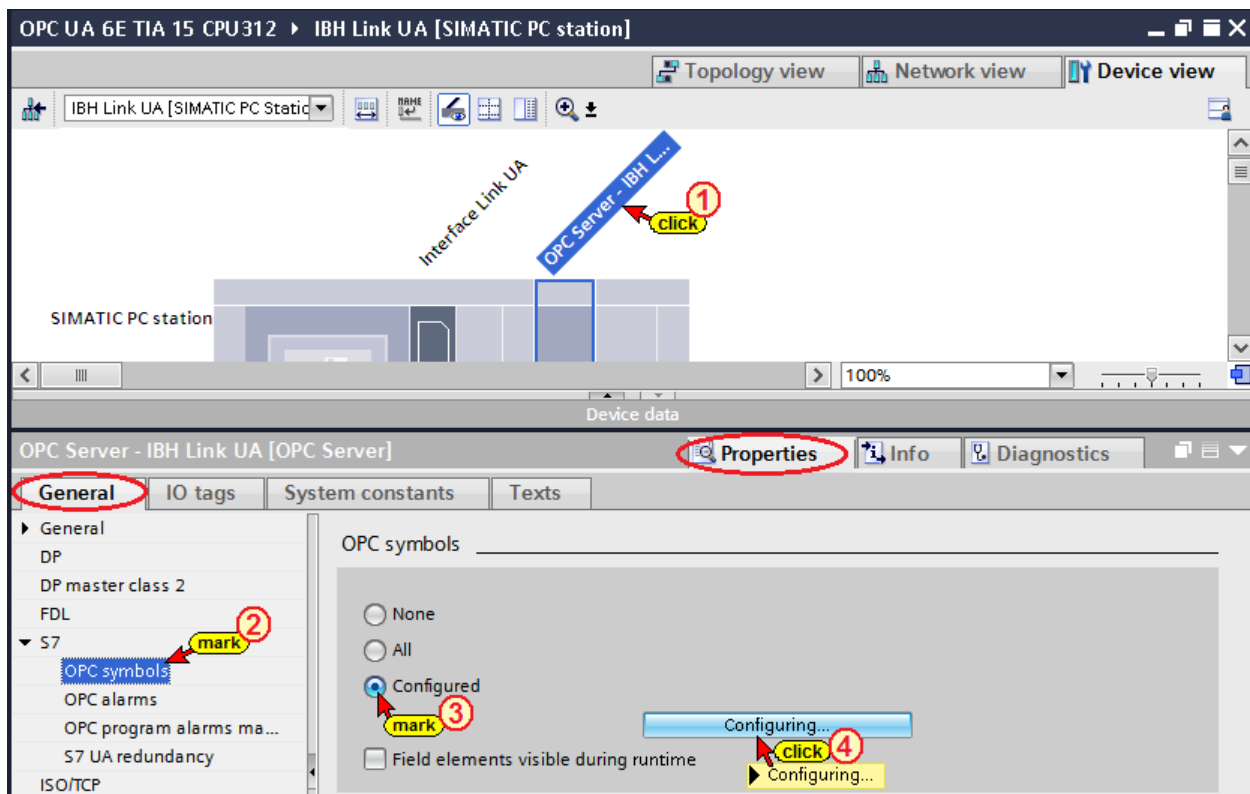 OPC UA 6E TIA 15 CPU312 ▸ IBH Link UA [SIMATIC PC station]
Topology view Network view Device view
IBH Link UA [SIMATIC PC Static NAME
Interface Link UA
OPC Server - IBH L...
1
click
SIMATIC PC station
100%
Device data
OPC Server - IBH Link UA [OPC Server] Properties Info Diagnostics
General IO tags System constants Texts
General
OPC symbols
DP
DP master class 2
FDL
None
2
S7
mark
All
OPC symbols
Configured
OPC alarms
mark 3
OPC program alarms ma...
Configuring...
click 4
S7 UA redundancy
Field elements visible during runtime
Configuring...
ISO/TCP